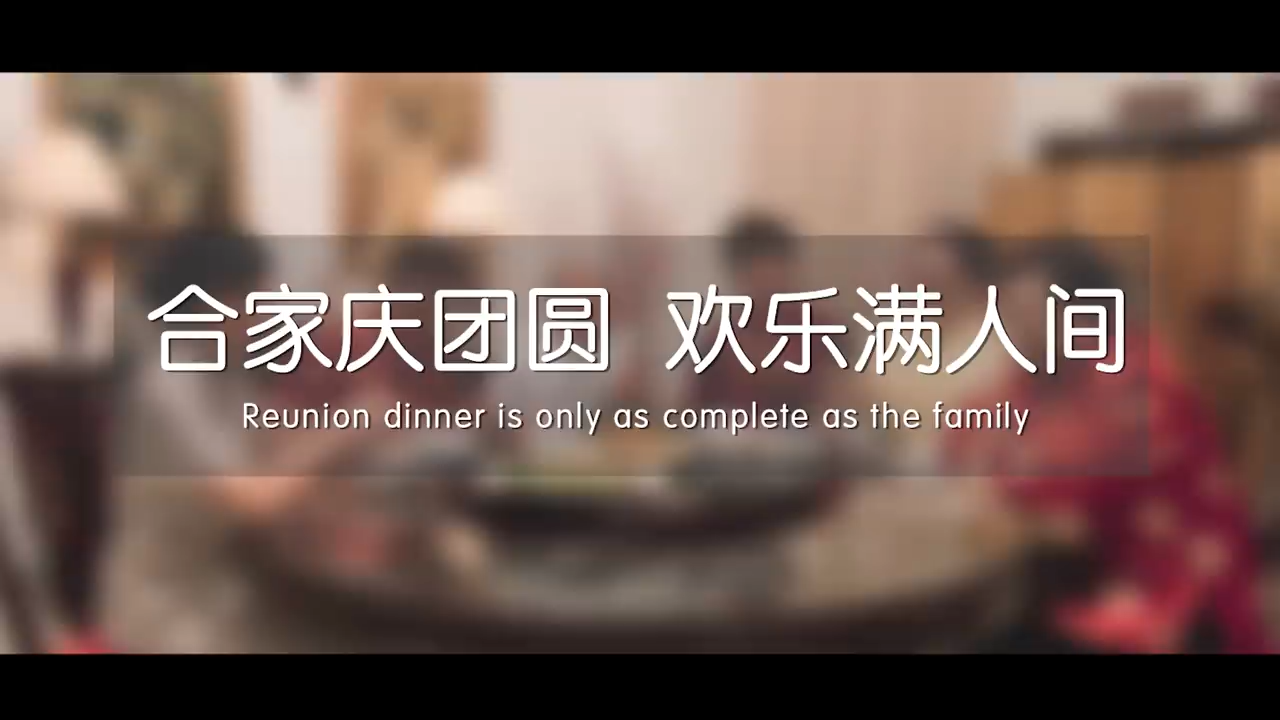 合家庆团圆 欢乐满人间
Reunion dinner is only as complete as the family